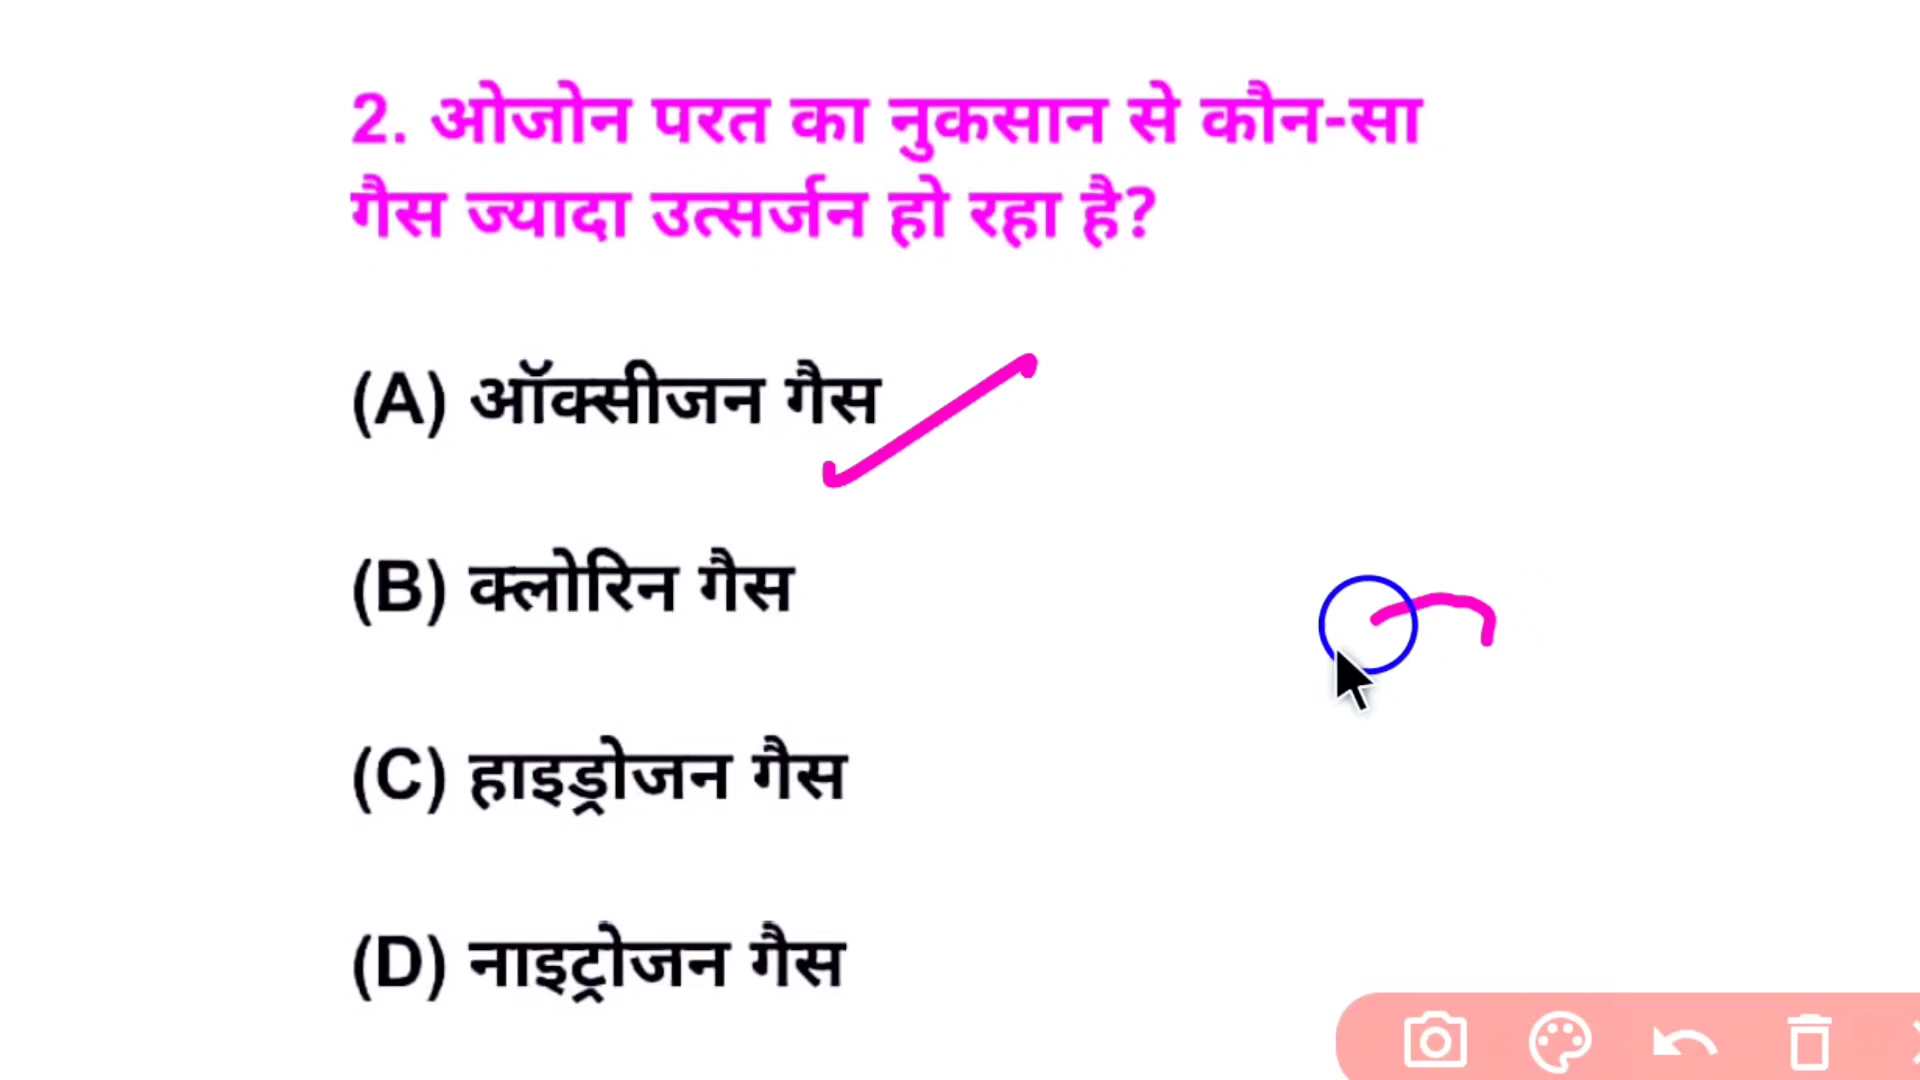 2. ओजोन परत का नुकसान से कौन-सा
गैस ज्यादा उत्सर्जन हो रहा है?
(A) ऑक्सीजन गैस
(B) क्लोरिन गैस
(C) हाइड्रोजन गैस
(D) नाइट्रोजन गैस